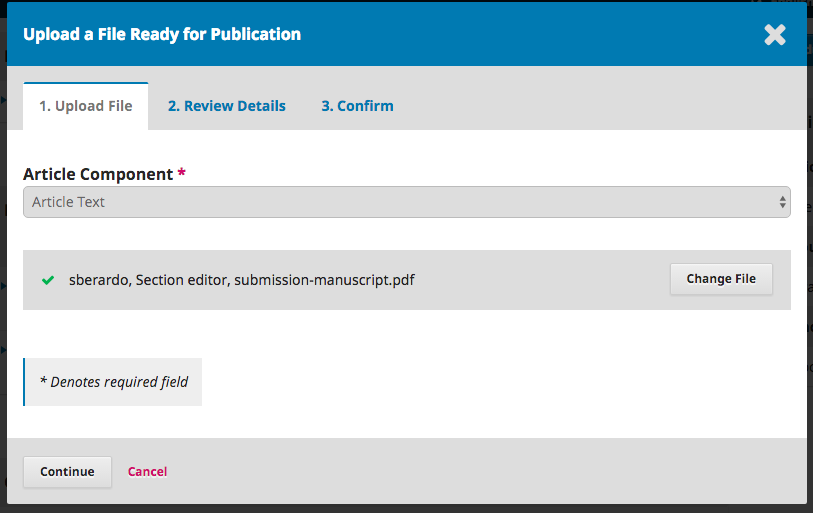 Upload a File Ready for Publication
1. Upload File
2. Review Details
3. Confirm
Article Component *
Article Text
sberardo, Section editor, submission-manuscript.pdf
Change File
* Denotes required field
Continue
Cancel